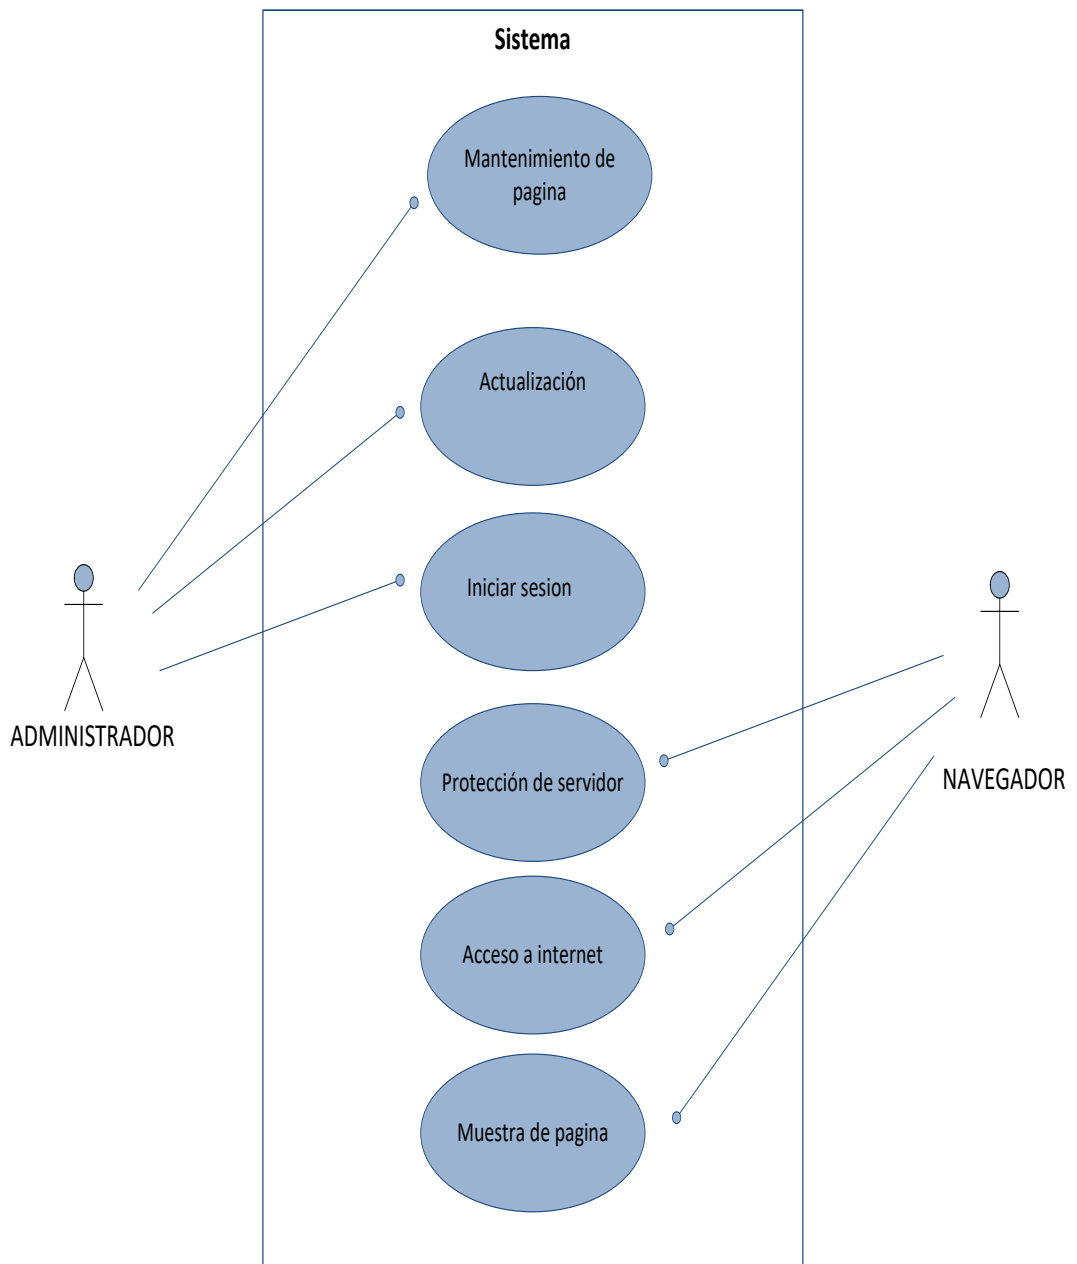 Sistema
Mantenimiento de
pagina
Actualización
Iniciar sesion
ADMINISTRADOR
Protección de servidor
NAVEGADOR
Acceso a internet
Muestra de pagina